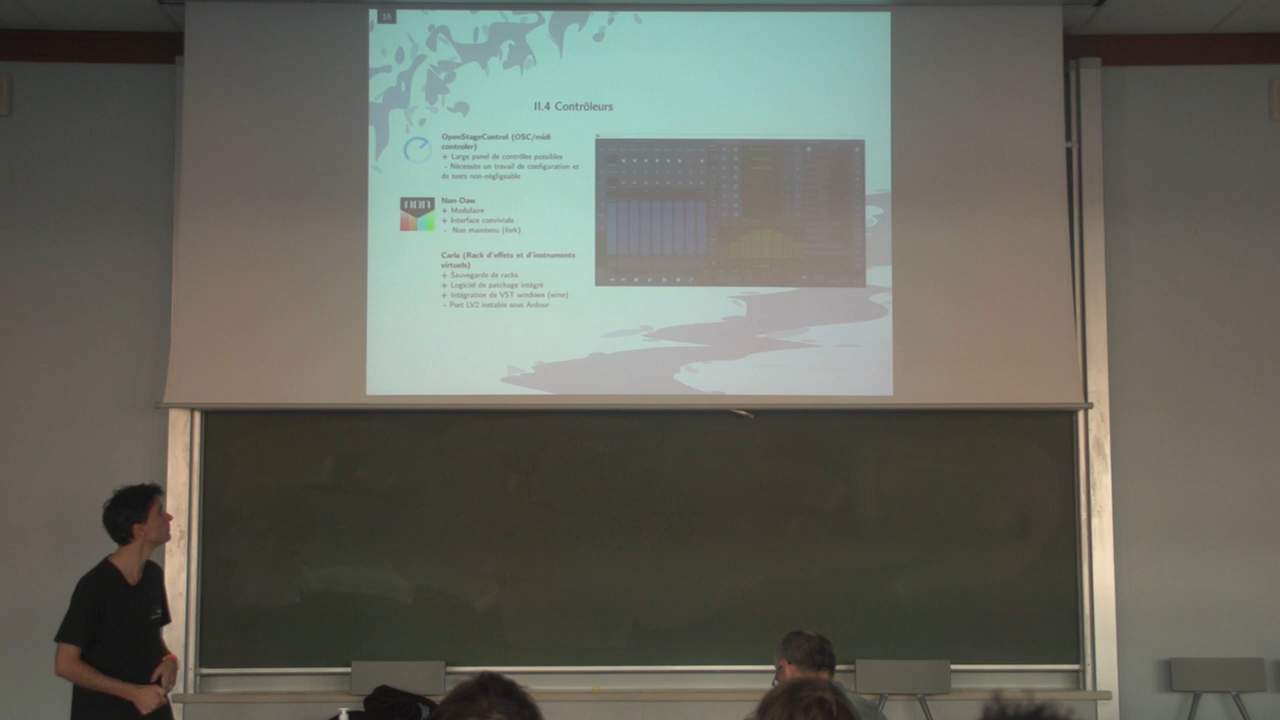 16
II.4 Contrôleurs
OpenStageControl (OSC/midi
controler)
+ Large panel de contrôles possibles
- Nécessite un travail de configuration et
de tests non-négligeable
non
Non-Daw
+ Modulaire
+ Interface conviviale
- Non maintenu (fork)
Carla (Rack d'effets et d'instruments
virtuels)
+ Sauvegarde de racks
+ Logiciel de patchage intégré
+ Intégration de VST windows (wine)
- Port LV2 instable sous Ardour